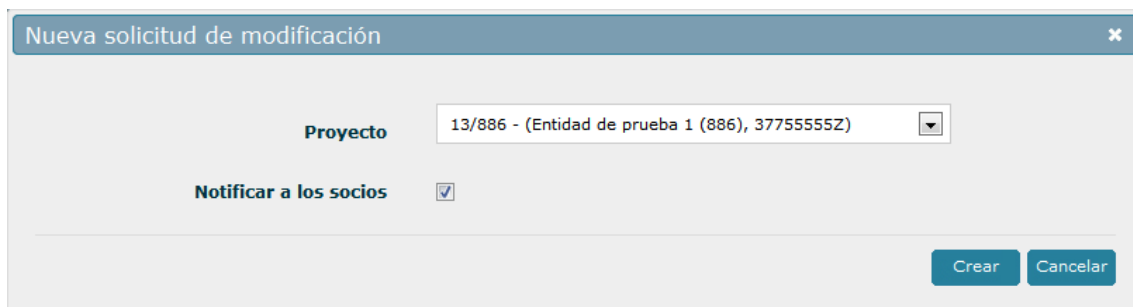 Nueva solicitud de modificación
Proyecto
13/886 - (Entidad de prueba 1 (886), 37755555Z)
Notificar a los socios
Crear
Cancelar